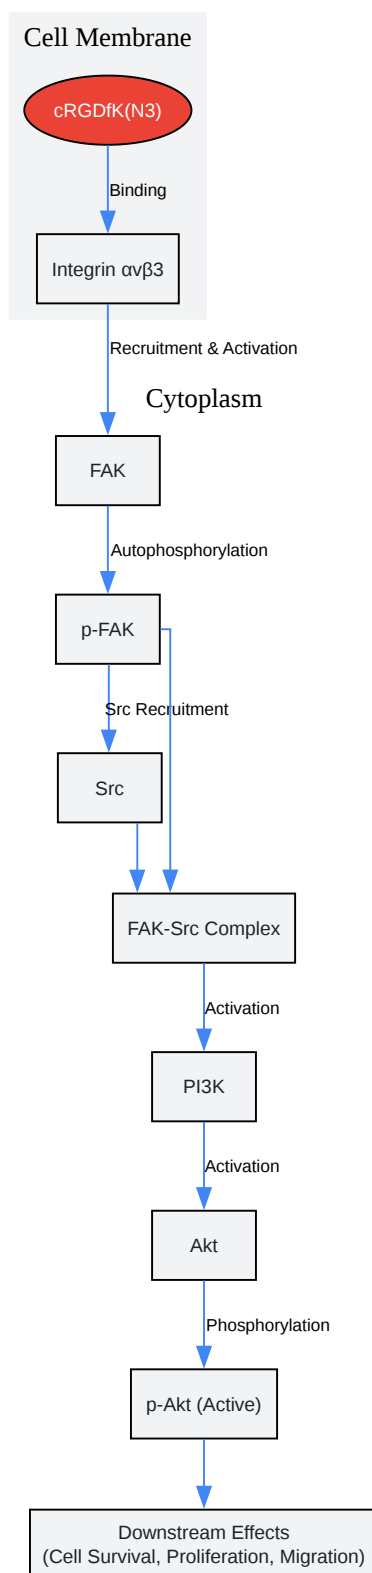 Cell Membrane
cRGDfK(N3)
Binding
Integrin αvβ3
Recruitment & Activation
Cytoplasm
FAK
Autophosphorylation
p-FAK
Src Recruitment
Src
FAK-Src Complex
Activation
PI3K
Activation
Akt
Phosphorylation
p-Akt (Active)
Downstream Effects
(Cell Survival, Proliferation, Migration)